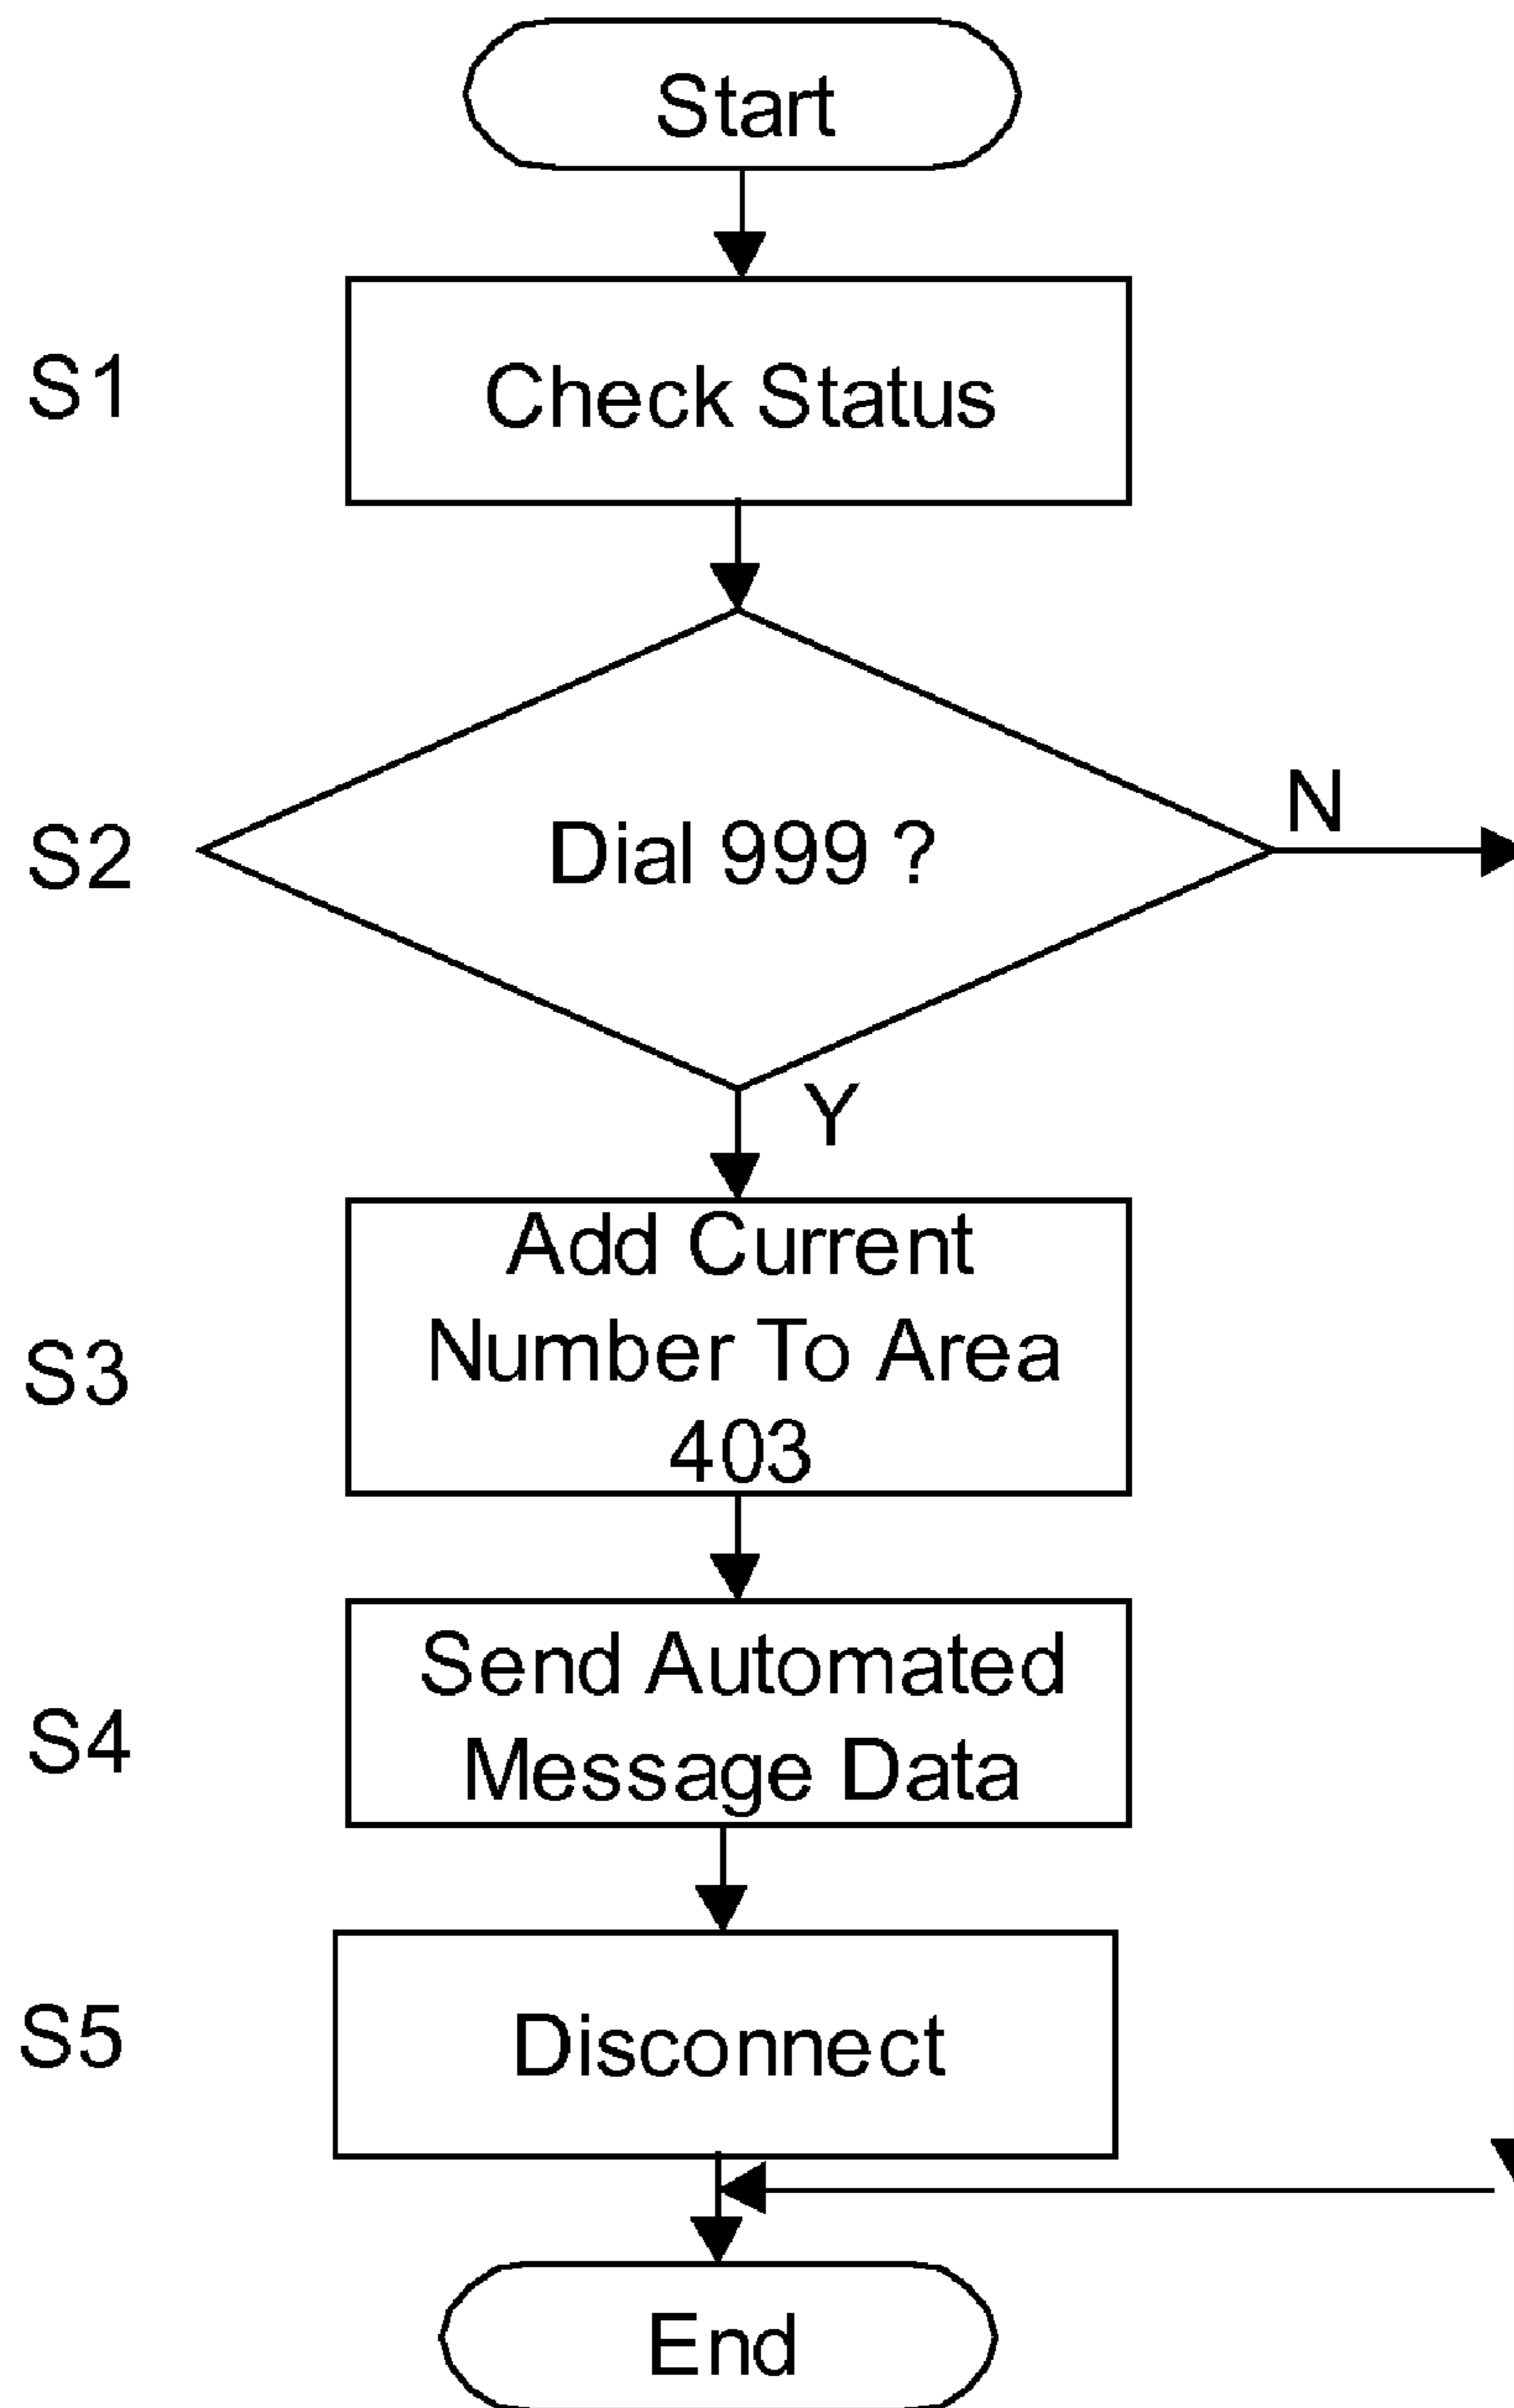 Start
S1
Check Status
S2
Dial 999 ?
N
Y
S3
Add Current
Number To Area
403
S4
Send Automated
Message Data
S5
Disconnect
End